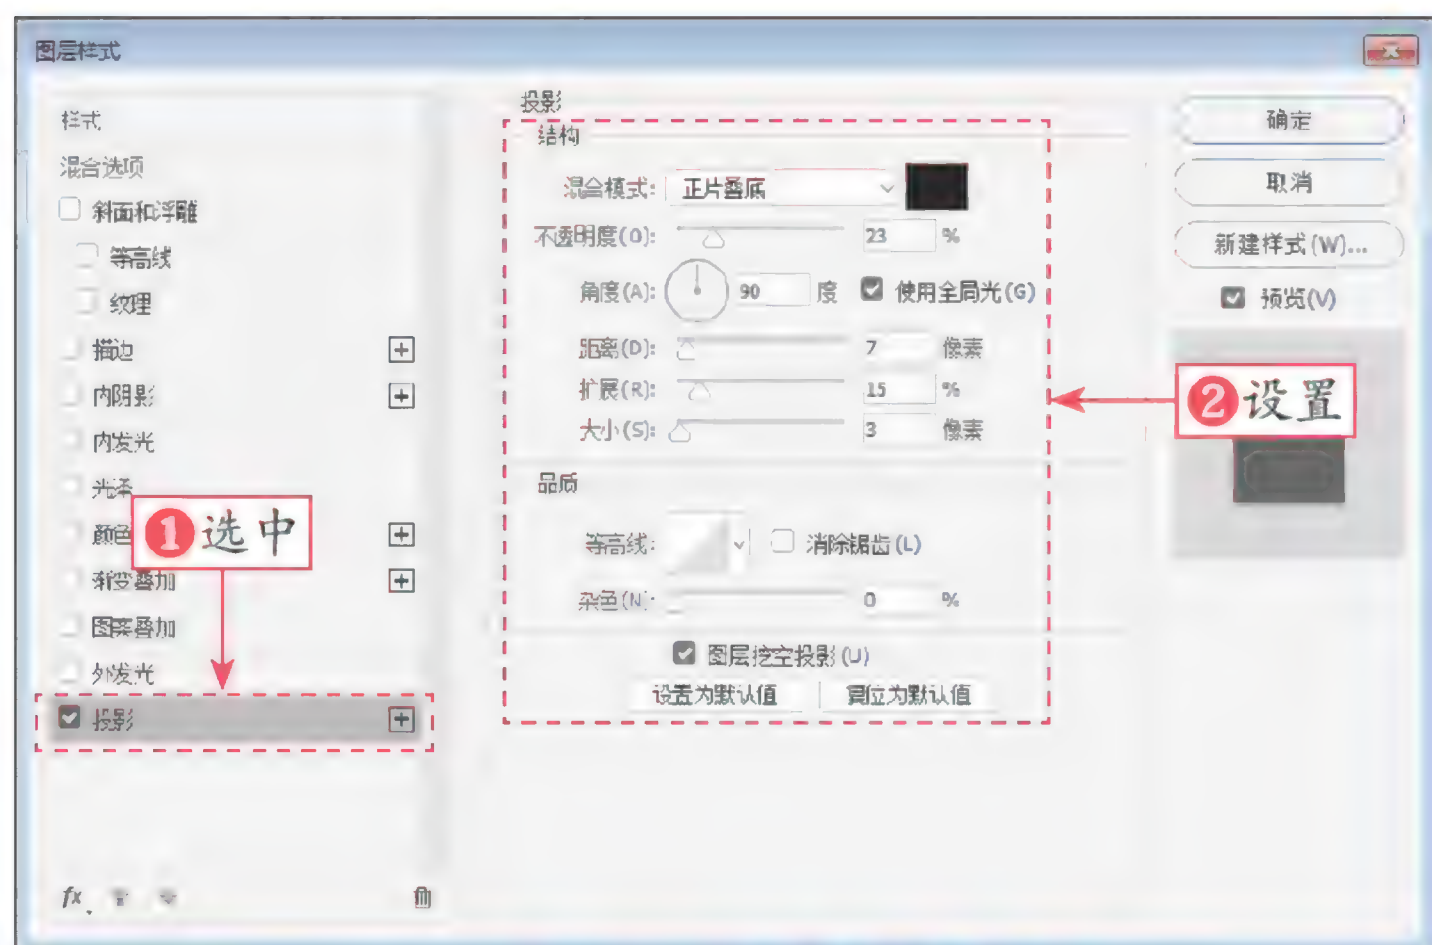 图层样式
样式
混合选项
斜面和浮雕
等高线
纹理
描边
内阴影
内发光
光泽
颜色
①选中
渐变叠加
图案叠加
外发光
投影
fx
投影
结构
混合模式: 正片叠底
不透明度(O): 23 %
角度(A): 90 度 使用全局光(G)
距离(D): 7 像素
扩展(R): 15 %
大小(S): 3 像素
品质
等高线: 消除锯齿(L)
杂色(N): 0 %
图层挖空投影(U)
设置为默认值 复位为默认值
确定
取消
新建样式(W)...
预览(V)
②设置